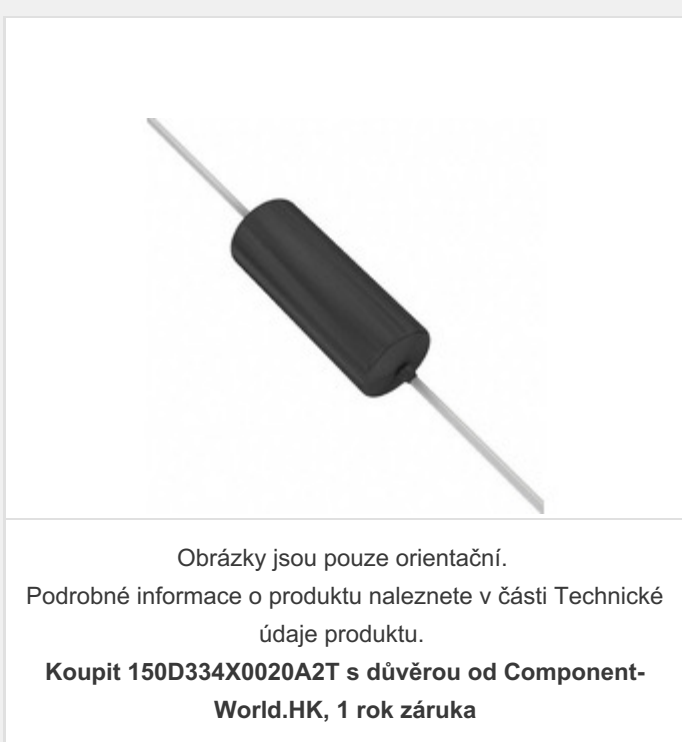 Obrázky jsou pouze orientační.
Podrobné informace o produktu naleznete v části Technické
údaje produktu.
Koupit 150D334X0020A2T s důvěrou od Component-
World.HK, 1 rok záruka